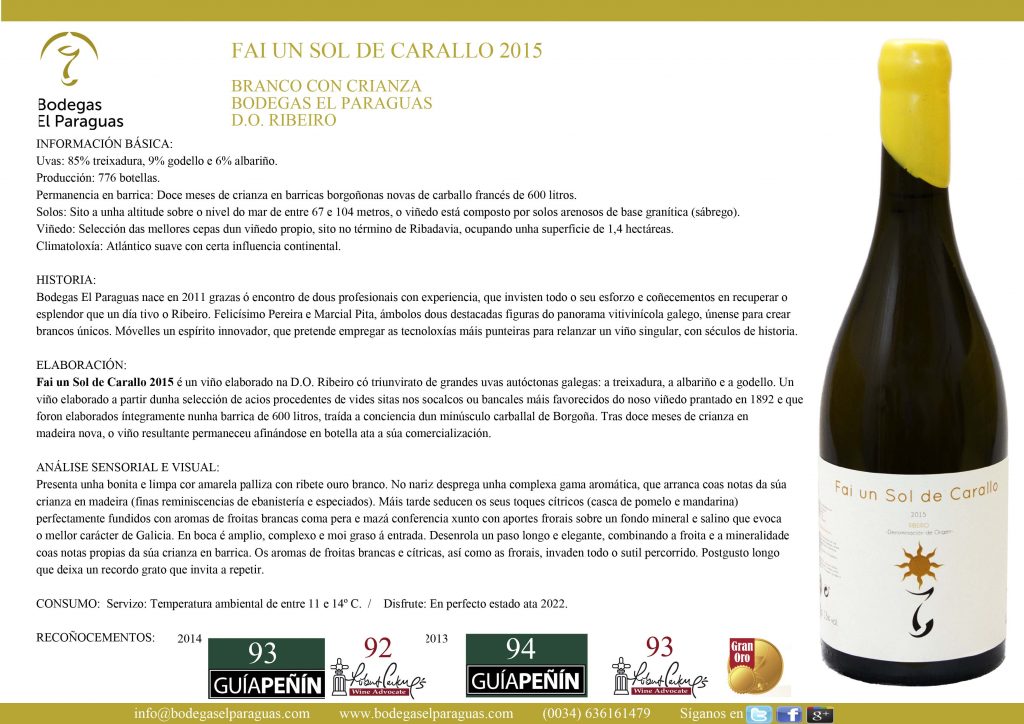 FAI UN SOL DE CARALLO 2015
BRANCO CON CRIANZA
BODEGAS EL PARAGUAS
D.O. RIBEIRO
Bodegas
El Paraguas
INFORMACIÓN BÁSICA:
Uvas: 85% treixadura, 9% godello e 6% albariño.
Produción: 776 botellas.
Permanencia en barrica: Doce meses de crianza en barricas borgoñonas novas de carballo francés de 600 litros.
Solos: Sito a unha altitude sobre o nivel do mar de entre 67 e 104 metros, o viñedo está composto por solos arenosos de base granítica (sábrego).
Viñedo: Selección das mellores cepas dun viñedo propio, sito no término de Ribadavia, ocupando unha superficie de 1,4 hectáreas.
Climatoloxía: Atlántico suave con certa influencia continental.
HISTORIA:
Bodegas El Paraguas nace en 2011 grazas ó encontro de dous profesionais con experiencia, que invisten todo o seu esforzo e coñecementos en recuperar o
esplendor que un día tivo o Ribeiro. Felicísimo Pereira e Marcial Pita, ámbolos dous destacadas figuras do panorama vitivinícola galego, únense para crear
brancos únicos. Móvelles un espírito innovador, que pretende empregar as tecnoloxías máis punteiras para relanzar un viño singular, con séculos de historia.
ELABORACIÓN:
Fai un Sol de Carallo 2015 é un viño elaborado na D.O. Ribeiro có triunvirato de grandes uvas autóctonas galegas: a treixadura, a albariño e a godello. Un
viño elaborado a partir dunha selección de acios procedentes de vides sitas nos socalcos ou bancales máis favorecidos do noso viñedo prantado en 1892 e que
foron elaborados íntegramente nunha barrica de 600 litros, traída a conciencia dun minúsculo carballal de Borgoña. Tras doce meses de crianza en
madeira nova, o viño resultante permaneceu afinándose en botella ata a súa comercialización.
ANÁLISE SENSORIAL E VISUAL:
Presenta unha bonita e limpa cor amarela palliza con ribete ouro branco. No nariz desprega unha complexa gama aromática, que arranca coas notas da súa
crianza en madeira (finas reminiscencias de ebanistería e especiados). Máis tarde seducen os seus toques cítricos (casca de pomelo e mandarina)
perfectamente fundidos con aromas de froitas brancas coma pera e mazá conferencia xunto con aportes frorais sobre un fondo mineral e salino que evoca
o mellor carácter de Galicia. En boca é amplio, complexo e moi graso á entrada. Desenrola un paso longo e elegante, combinando a froita e a mineralidade
coas notas propias da súa crianza en barrica. Os aromas de froitas brancas e cítricas, así como as frorais, invaden todo o sutil percorrido. Postgusto longo
que deixa un recordo grato que invita a repetir.
CONSUMO: Servizo: Temperatura ambiental de entre 11 e 14º C. / Disfrute: En perfecto estado ata 2022.
RECOÑOCEMENTOS: 2014
93
GUÍAPEÑÍN
92
Robert Parker's
Wine Advocate
2013
94
GUÍAPEÑÍN
93
Robert Parker's
Wine Advocate
Gran
Oro
Fai un Sol de Carallo
2015
RIBEIRO
-Denominación de Orixen-
info@bodegaselparaguas.com www.bodegaselparaguas.com (0034) 636161479 Síganos en